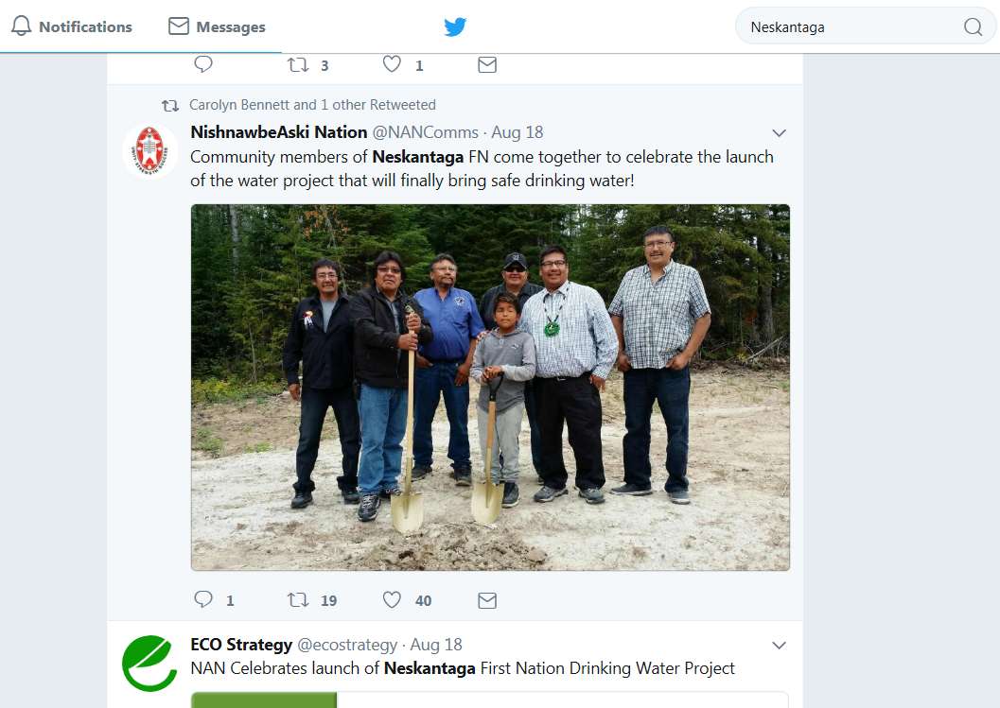 Notifications
Messages
Neskantaga
3
1
Carolyn Bennett and 1 other Retweeted
NishnawbeAski Nation @NANComms · Aug 18
Community members of Neskantaga FN come together to celebrate the launch
of the water project that will finally bring safe drinking water!
1
19
40
ECO Strategy @ecostrategy · Aug 18
NAN Celebrates launch of Neskantaga First Nation Drinking Water Project